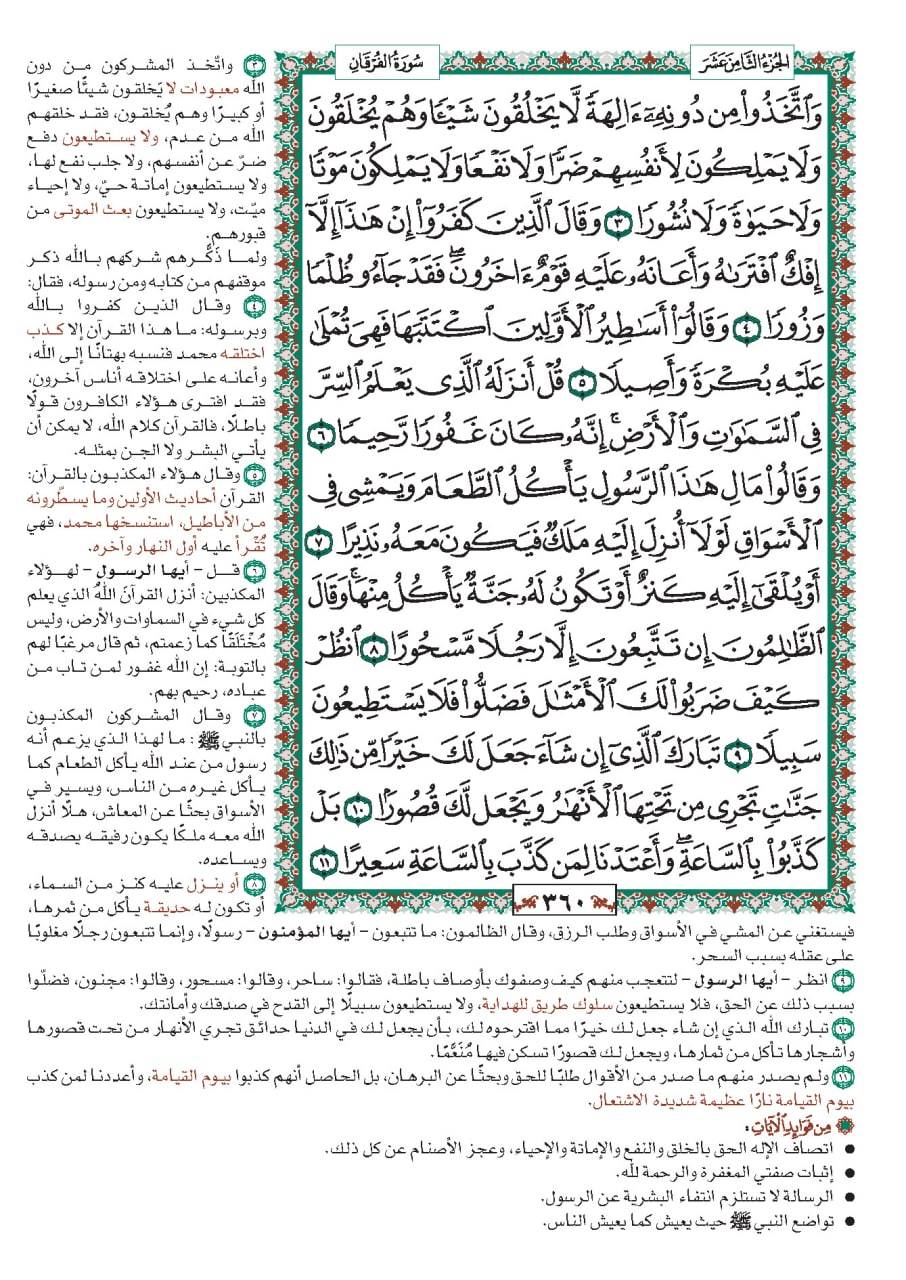 الجزء الثامن عشر
سورة الفرقان
وَٱتَّخَذُوا۟ مِن دُونِهِۦٓ ءَالِهَةً لَّا يَخْلُقُونَ شَيْـًٔا وَهُمْ يُخْلَقُونَ
وَلَا يَمْلِكُونَ لِأَنفُسِهِمْ ضَرًّا وَلَا نَفْعًا وَلَا يَمْلِكُونَ مَوْتًا
وَلَا حَيَوٰةً وَلَا نُشُورًا ٣ وَقَالَ ٱلَّذِينَ كَفَرُوٓا۟ إِنْ هَـٰذَآ إِلَّآ
إِفْكٌ ٱفْتَرَىٰهُ وَأَعَانَهُۥ عَلَيْهِ قَوْمٌ ءَاخَرُونَ ۖ فَقَدْ جَآءُو ظُلْمًا
وَزُورًا ٤ وَقَالُوٓا۟ أَسَـٰطِيرُ ٱلْأَوَّلِينَ ٱكْتَتَبَهَا فَهِىَ تُمْلَىٰ
عَلَيْهِ بُكْرَةً وَأَصِيلًا ٥ قُلْ أَنزَلَهُ ٱلَّذِى يَعْلَمُ ٱلسِّرَّ
فِى ٱلسَّمَـٰوَٰتِ وَٱلْأَرْضِ ۚ إِنَّهُۥ كَانَ غَفُورًا رَّحِيمًا ٦
وَقَالُوا۟ مَالِ هَـٰذَا ٱلرَّسُولِ يَأْكُلُ ٱلطَّعَامَ وَيَمْشِى فِى
ٱلْأَسْوَاقِ ۙ لَوْلَآ أُنزِلَ إِلَيْهِ مَلَكٌ فَيَكُونَ مَعَهُۥ نَذِيرًا ٧
أَوْ يُلْقَىٰٓ إِلَيْهِ كَنزٌ أَوْ تَكُونُ لَهُۥ جَنَّةٌ يَأْكُلُ مِنْهَا ۚ وَقَالَ
ٱلظَّـٰلِمُونَ إِن تَتَّبِعُونَ إِلَّا رَجُلًا مَّسْحُورًا ٨ ٱنظُرْ
كَيْفَ ضَرَبُوا۟ لَكَ ٱلْأَمْثَـٰلَ فَضَلُّوا۟ فَلَا يَسْتَطِيعُونَ
سَبِيلًا ٩ تَبَارَكَ ٱلَّذِىٓ إِن شَآءَ جَعَلَ لَكَ خَيْرًا مِّن ذَٰلِكَ
جَنَّـٰتٍ تَجْرِى مِن تَحْتِهَا ٱلْأَنْهَـٰرُ وَيَجْعَل لَّكَ قُصُورًۢا ١٠ بَلْ
كَذَّبُوا۟ بِٱلسَّاعَةِ ۖ وَأَعْتَدْنَا لِمَن كَذَّبَ بِٱلسَّاعَةِ سَعِيرًا ١١
٣٦٠
٣ واتّخذ المشركون من دون
الله معبودات لا يَخلقون شيئًا صغيرًا
أو كبيرًا وهم يُخلقون، فقد خلقهم
الله من عدم، ولا يستطيعون دفع
ضرّ عن أنفسهم، ولا جلب نفع لها،
ولا يستطيعون إماتة حيّ، ولا إحياء
ميّت، ولا يستطيعون بعث الموتى من
قبورهم.
ولما ذَكَّرهم شركهم بالله ذكر
موقفهم من كتابه ومن رسوله، فقال:
٤ وقال الذين كفروا بالله
وبرسوله: ما هذا القرآن إلا كذب
اختلقه محمد فنسبه بهتانًا إلى الله،
وأعانه على اختلاقه أناس آخرون،
فقد افترى هؤلاء الكافرون قولًا
باطلًا، فالقرآن كلام الله، لا يمكن أن
يأتي البشر ولا الجن بمثله.
٥ وقال هؤلاء المكذبون بالقرآن:
القرآن أحاديث الأولين وما يسطّرونه
من الأباطيل، استنسخها محمد، فهي
تُقْرأ عليه أول النهار وآخره.
٦ قل - أيها الرسول - لهؤلاء
المكذبين: أنزل القرآنَ اللهُ الذي يعلم
كل شيء في السماوات والأرض، وليس
مُخْتَلَقًا كما زعمتم، ثم قال مرغبًا لهم
بالتوبة: إن الله غفور لمن تاب من
عباده، رحيم بهم.
٧ وقال المشركون المكذبون
بالنبي ﷺ: ما لهذا الذي يزعم أنه
رسول من عند الله يأكل الطعام كما
يأكل غيره من الناس، ويسير في
الأسواق بحثًا عن المعاش، هلّا أنزل
الله معه ملكًا يكون رفيقه يصدقه
ويساعده.
٨ أو ينزل عليه كنز من السماء،
أو تكون له حديقة يأكل من ثمرها،
فيستغني عن المشي في الأسواق وطلب الرزق، وقال الظالمون: ما تتبعون - أيها المؤمنون - رسولًا، وإنما تتبعون رجلًا مغلوبًا
على عقله بسبب السحر.
٩ انظر - أيها الرسول - لتتعجب منهم كيف وصفوك بأوصاف باطلة، فقالوا: ساحر، وقالوا: مسحور، وقالوا: مجنون، فضلّوا
بسبب ذلك عن الحق، فلا يستطيعون سلوك طريق للهداية، ولا يستطيعون سبيلًا إلى القدح في صدقك وأمانتك.
١٠ تبارك الله الذي إن شاء جعل لك خيرًا مما اقترحوه لك، بأن يجعل لك في الدنيا حدائق تجري الأنهار من تحت قصورها
وأشجارها تأكل من ثمارها، ويجعل لك قصورًا تسكن فيها مُنَعَّمًا.
١١ ولم يصدر منهم ما صدر من الأقوال طلبًا للحق وبحثًا عن البرهان، بل الحاصل أنهم كذبوا بيوم القيامة، وأعددنا لمن كذب
بيوم القيامة نارًا عظيمة شديدة الاشتعال.
من فوائد الآيات:
• اتصاف الإله الحق بالخلق والنفع والإماتة والإحياء، وعجز الأصنام عن كل ذلك.
• إثبات صفتي المغفرة والرحمة لله.
• الرسالة لا تستلزم انتفاء البشرية عن الرسول.
• تواضع النبي ﷺ حيث يعيش كما يعيش الناس.